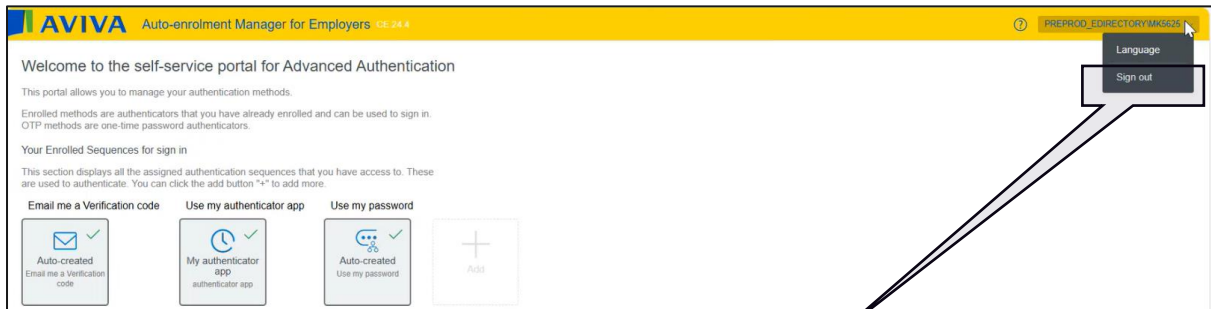 AVIVA Auto-enrolment Manager for Employers CE 24.4
PREPROD_EDIRECTORY\MK5625
Language
Sign out
Welcome to the self-service portal for Advanced Authentication
This portal allows you to manage your authentication methods.
Enrolled methods are authenticators that you have already enrolled and can be used to sign in.
OTP methods are one-time password authenticators.
Your Enrolled Sequences for sign in
This section displays all the assigned authentication sequences that you have access to. These
are used to authenticate. You can click the add button "+" to add more.
Email me a Verification code Use my authenticator app Use my password
Auto-created
Email me a Verification
code
My authenticator
app
authenticator app
Auto-created
Use my password
Add